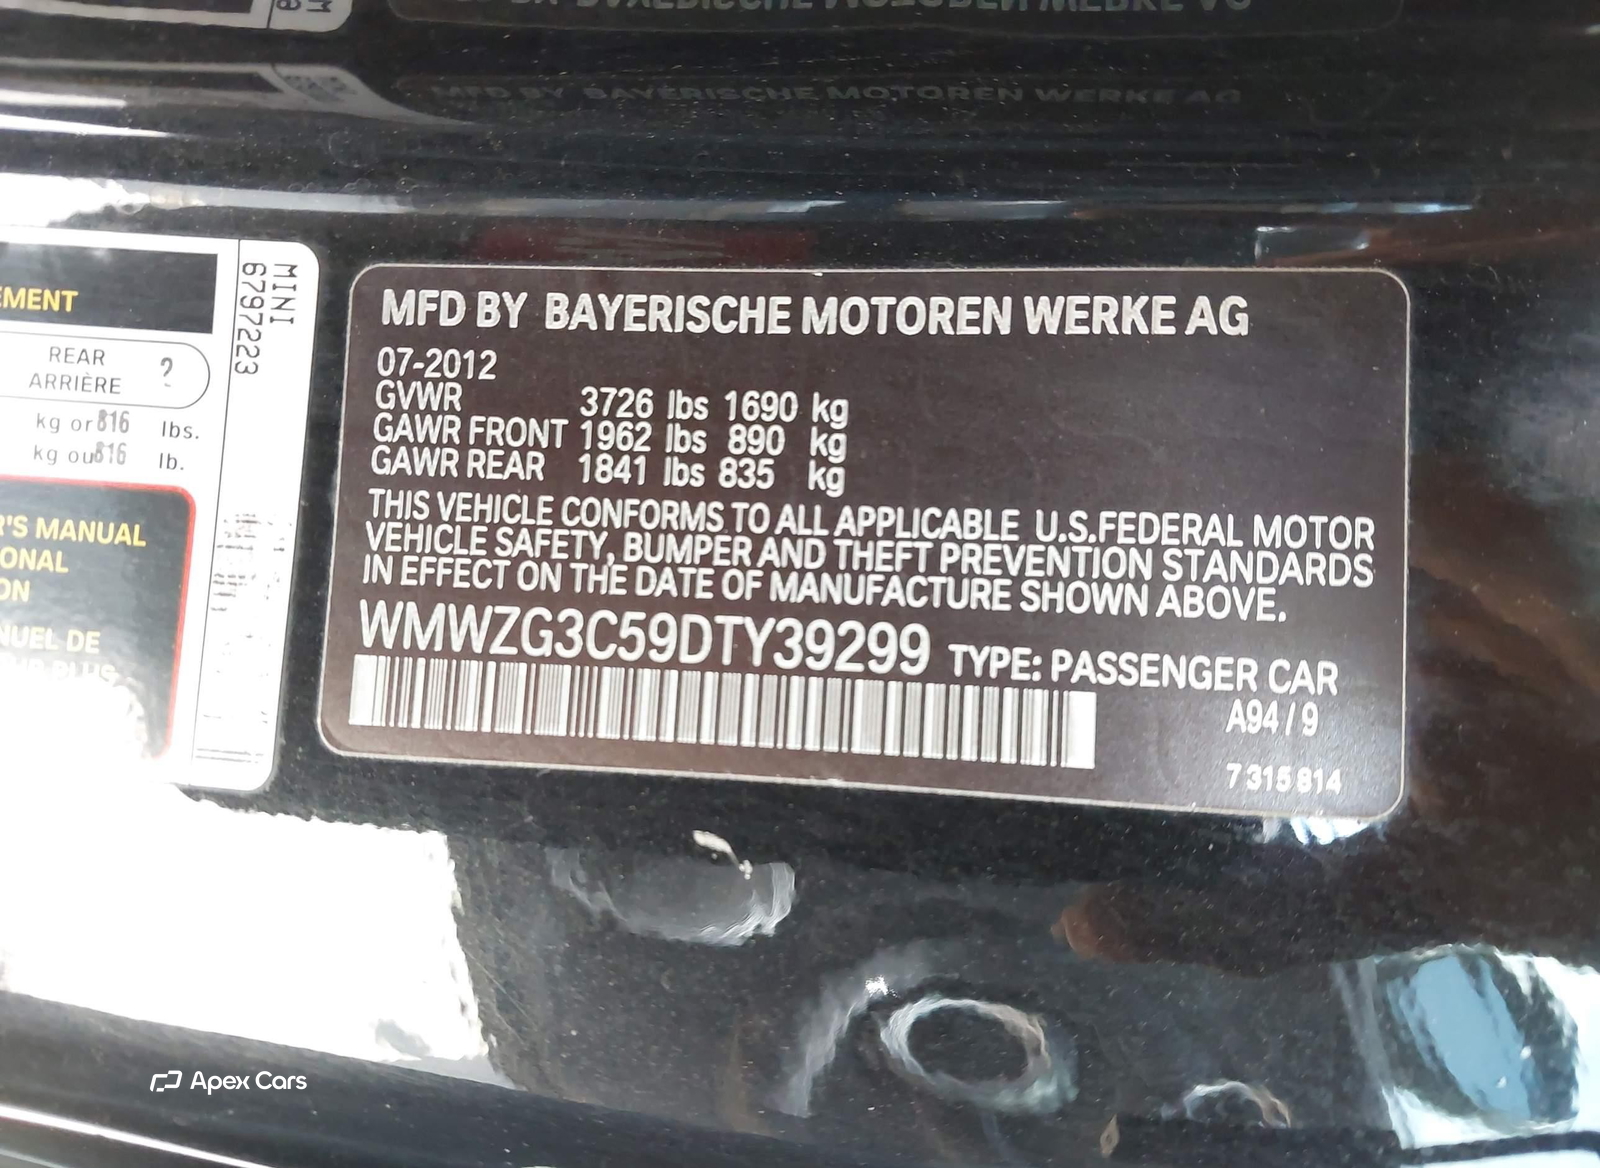 EMENT
REAR
ARRIÈRE 2
kg or 816 lbs.
kg ou 816 lb.
R'S MANUAL
ONAL
ON
NUEL DE
MINI
6797223
MFD BY BAYERISCHE MOTOREN WERKE AG
07-2012
GVWR 3726 lbs 1690 kg
GAWR FRONT 1962 lbs 890 kg
GAWR REAR 1841 lbs 835 kg
THIS VEHICLE CONFORMS TO ALL APPLICABLE U.S.FEDERAL MOTOR
VEHICLE SAFETY, BUMPER AND THEFT PREVENTION STANDARDS
IN EFFECT ON THE DATE OF MANUFACTURE SHOWN ABOVE.
WMWZG3C59DTY39299 TYPE: PASSENGER CAR
A94 / 9
7 315 814
Apex Cars